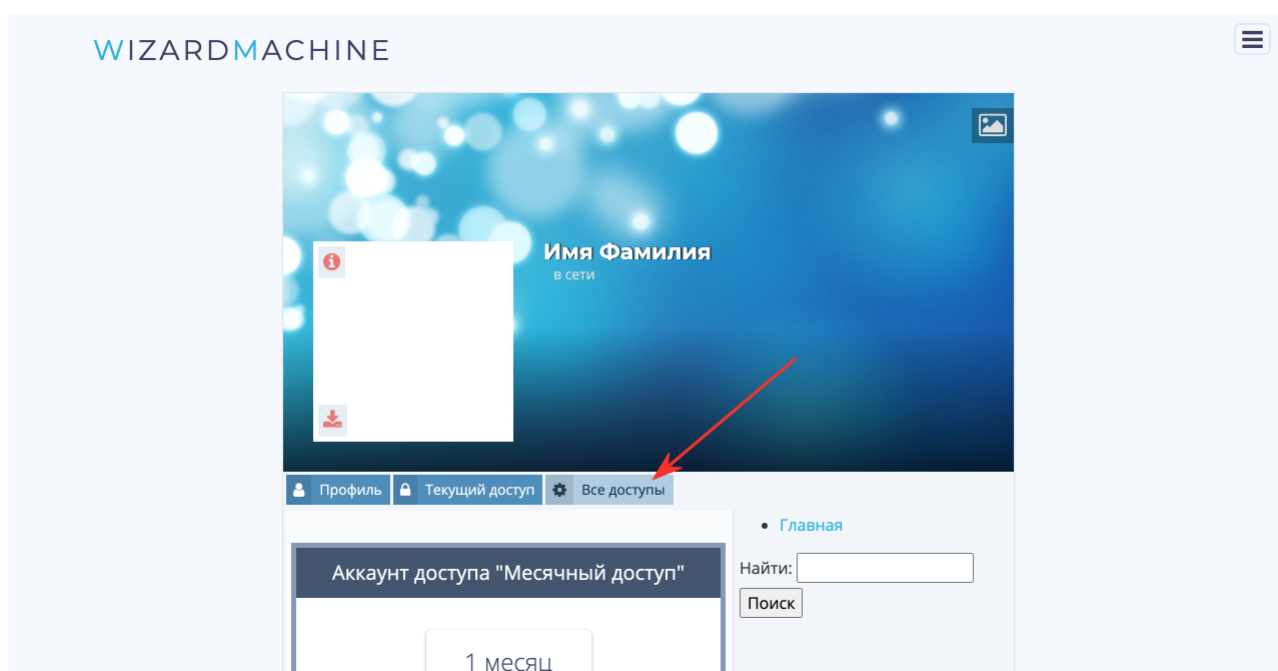 WIZARDMACHINE
Имя Фамилия
в сети
Профиль
Текущий доступ
Все доступы
Главная
Аккаунт доступа "Месячный доступ"
Найти:
Поиск
1 месяц